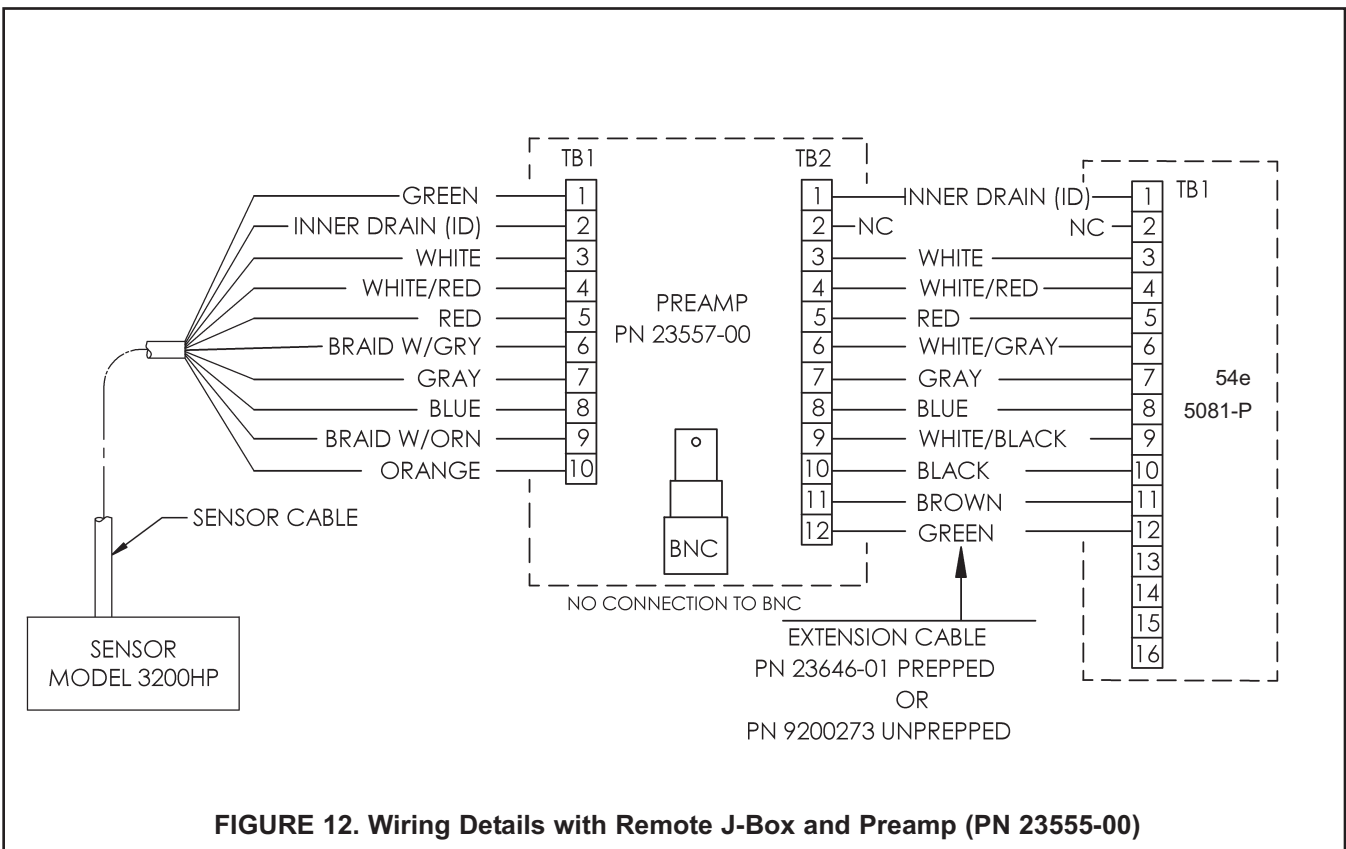 TB1
TB2
TB1
GREEN 1
INNER DRAIN (ID) 2
WHITE 3
WHITE/RED 4
RED 5
BRAID W/GRY 6
GRAY 7
BLUE 8
BRAID W/ORN 9
ORANGE 10
PREAMP
PN 23557-00
BNC
NO CONNECTION TO BNC
1 INNER DRAIN (ID) 1
2 NC NC 2
3 WHITE 3
4 WHITE/RED 4
5 RED 5
6 WHITE/GRAY 6
7 GRAY 7
8 BLUE 8
9 WHITE/BLACK 9
10 BLACK 10
11 BROWN 11
12 GREEN 12
13
14
15
16
54e
5081-P
SENSOR CABLE
SENSOR
MODEL 3200HP
EXTENSION CABLE
PN 23646-01 PREPPED
OR
PN 9200273 UNPREPPED
FIGURE 12. Wiring Details with Remote J-Box and Preamp (PN 23555-00)